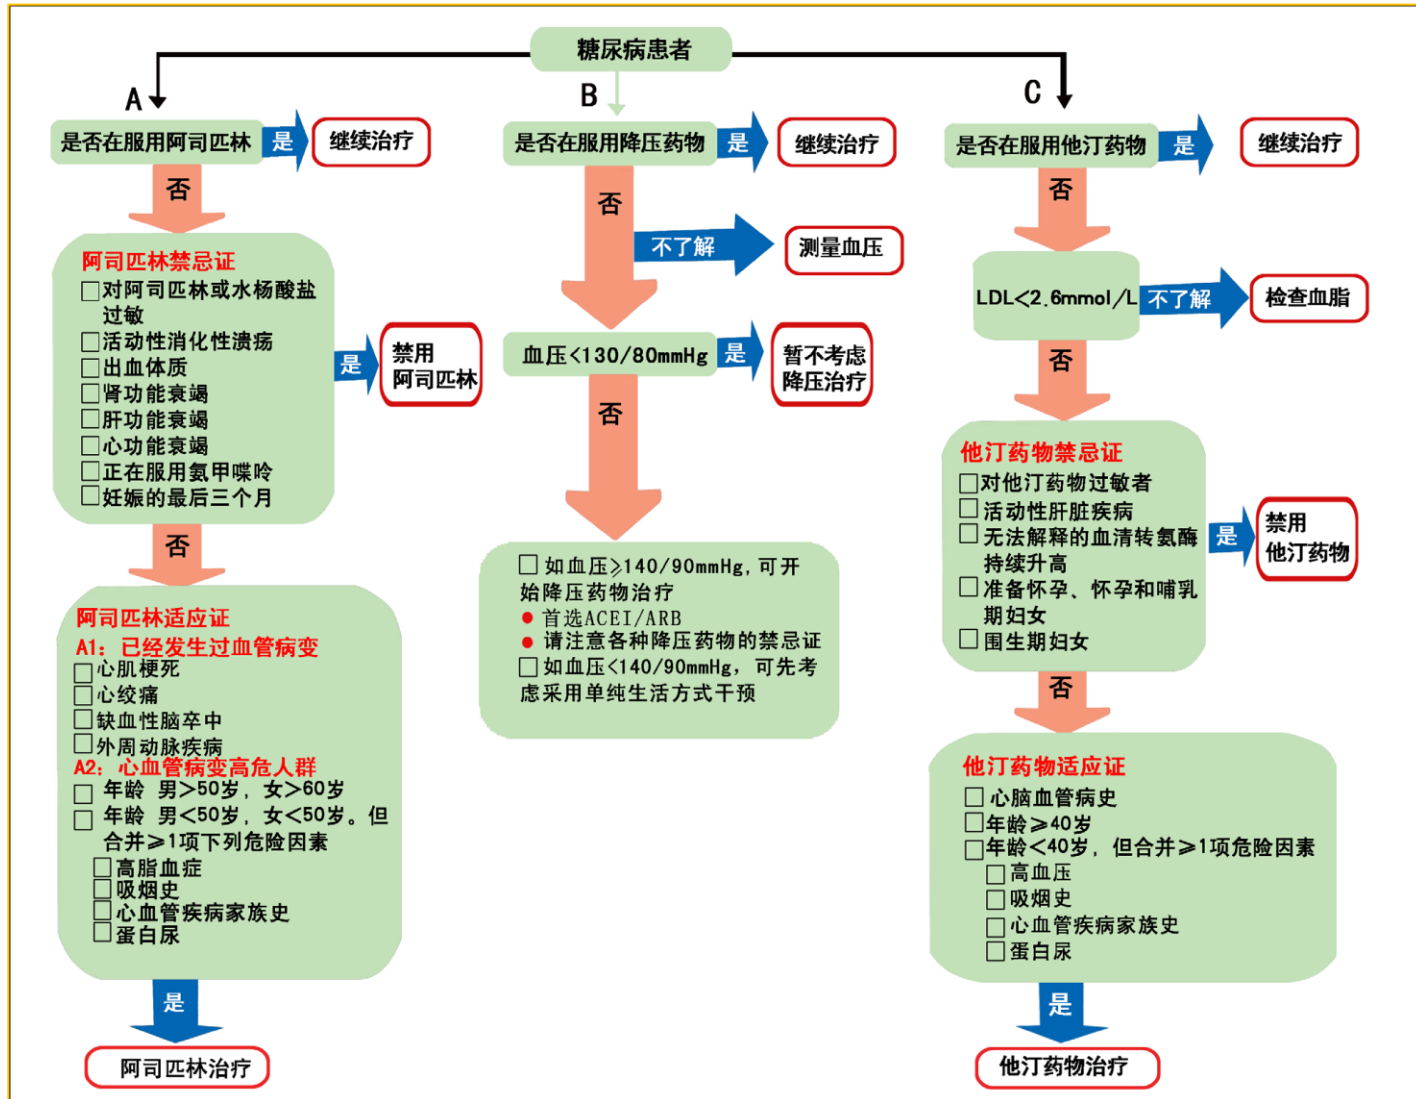 糖尿病患者
A
是否在服用阿司匹林
是
继续治疗
否
阿司匹林禁忌证
□对阿司匹林或水杨酸盐
过敏
□活动性消化性溃疡
□出血体质
□肾功能衰竭
□肝功能衰竭
□心功能衰竭
□正在服用氨甲喋呤
□妊娠的最后三个月
是
禁用
阿司匹林
否
阿司匹林适应证
A1：已经发生过血管病变
□心肌梗死
□心绞痛
□缺血性脑卒中
□外周动脉疾病
A2：心血管病变高危人群
□ 年龄 男>50岁，女>60岁
□ 年龄 男<50岁，女<50岁。但
合并≥1项下列危险因素
□高脂血症
□吸烟史
□心血管疾病家族史
□蛋白尿
是
阿司匹林治疗
B
是否在服用降压药物
是
继续治疗
否
不了解
测量血压
血压<130/80mmHg
是
暂不考虑
降压治疗
否
□ 如血压≥140/90mmHg,可开
始降压药物治疗
● 首选ACEI/ARB
● 请注意各种降压药物的禁忌证
□如血压<140/90mmHg，可先考
虑采用单纯生活方式干预
C
是否在服用他汀药物
是
继续治疗
否
LDL<2.6mmol/L
不了解
检查血脂
否
他汀药物禁忌证
□对他汀药物过敏者
□活动性肝脏疾病
□无法解释的血清转氨酶
持续升高
□准备怀孕、怀孕和哺乳
期妇女
□围生期妇女
是
禁用
他汀药物
否
他汀药物适应证
□心脑血管病史
□年龄≥40岁
□年龄<40岁，但合并≥1项危险因素
□高血压
□吸烟史
□心血管疾病家族史
□蛋白尿
是
他汀药物治疗